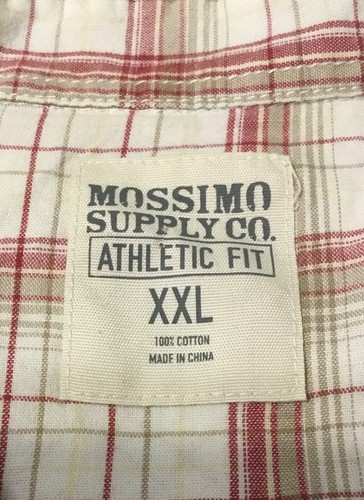 MOSSIMO
SUPPLY CO.
ATHLETIC FIT
XXL
100% COTTON
MADE IN CHINA